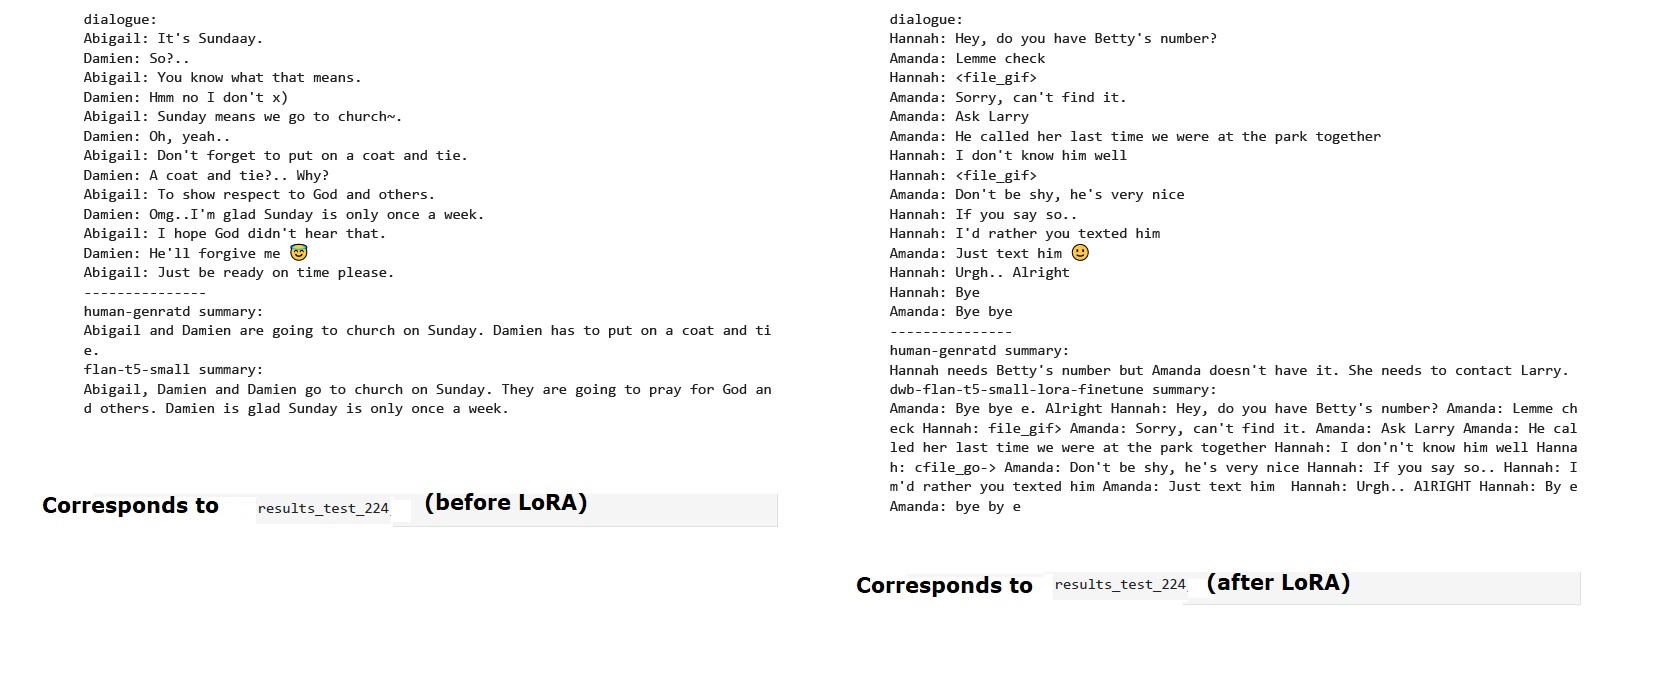 dialogue:
Abigail: It's Sundaay.
Damien: So?..
Abigail: You know what that means.
Damien: Hmm no I don't x)
Abigail: Sunday means we go to church~.
Damien: Oh, yeah..
Abigail: Don't forget to put on a coat and tie.
Damien: A coat and tie?.. Why?
Abigail: To show respect to God and others.
Damien: Omg..I'm glad Sunday is only once a week.
Abigail: I hope God didn't hear that.
Damien: He'll forgive me 😇
Abigail: Just be ready on time please.
---------------
human-genratd summary:
Abigail and Damien are going to church on Sunday. Damien has to put on a coat and ti
e.
flan-t5-small summary:
Abigail, Damien and Damien go to church on Sunday. They are going to pray for God an
d others. Damien is glad Sunday is only once a week.
Corresponds to results_test_224 (before LoRA)
dialogue:
Hannah: Hey, do you have Betty's number?
Amanda: Lemme check
Hannah: <file_gif>
Amanda: Sorry, can't find it.
Amanda: Ask Larry
Amanda: He called her last time we were at the park together
Hannah: I don't know him well
Hannah: <file_gif>
Amanda: Don't be shy, he's very nice
Hannah: If you say so..
Hannah: I'd rather you texted him
Amanda: Just text him 🙂
Hannah: Urgh.. Alright
Hannah: Bye
Amanda: Bye bye
---------------
human-genratd summary:
Hannah needs Betty's number but Amanda doesn't have it. She needs to contact Larry.
dwb-flan-t5-small-lora-finetune summary:
Amanda: Bye bye e. Alright Hannah: Hey, do you have Betty's number? Amanda: Lemme ch
eck Hannah: file_gif> Amanda: Sorry, can't find it. Amanda: Ask Larry Amanda: He cal
led her last time we were at the park together Hannah: I don'n't know him well Hanna
h: cfile_go-> Amanda: Don't be shy, he's very nice Hannah: If you say so.. Hannah: I
m'd rather you texted him Amanda: Just text him  Hannah: Urgh.. AlRIGHT Hannah: By e
Amanda: bye by e
Corresponds to results_test_224 (after LoRA)